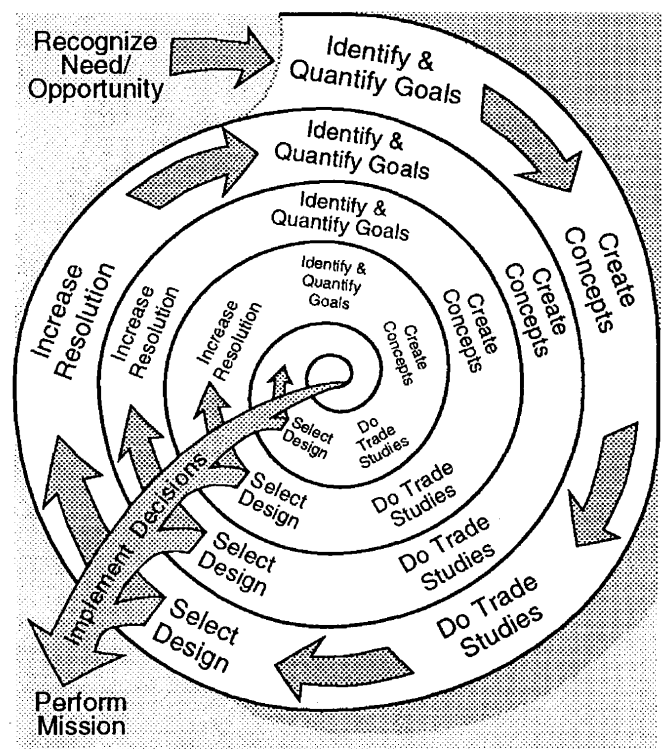 Recognize
Need/
Opportunity
Identify &
Quantify Goals
Create
Concepts
Do Trade
Studies
Select
Design
Increase
Resolution
Identify &
Quantify Goals
Create
Concepts
Do Trade
Studies
Select
Design
Increase
Resolution
Identify &
Quantify Goals
Create
Concepts
Do Trade
Studies
Select
Design
Increase
Resolution
Identify &
Quantify
Goals
Create
Concepts
Do
Trade
Studies
Select
Design
Implement Decisions
Perform
Mission